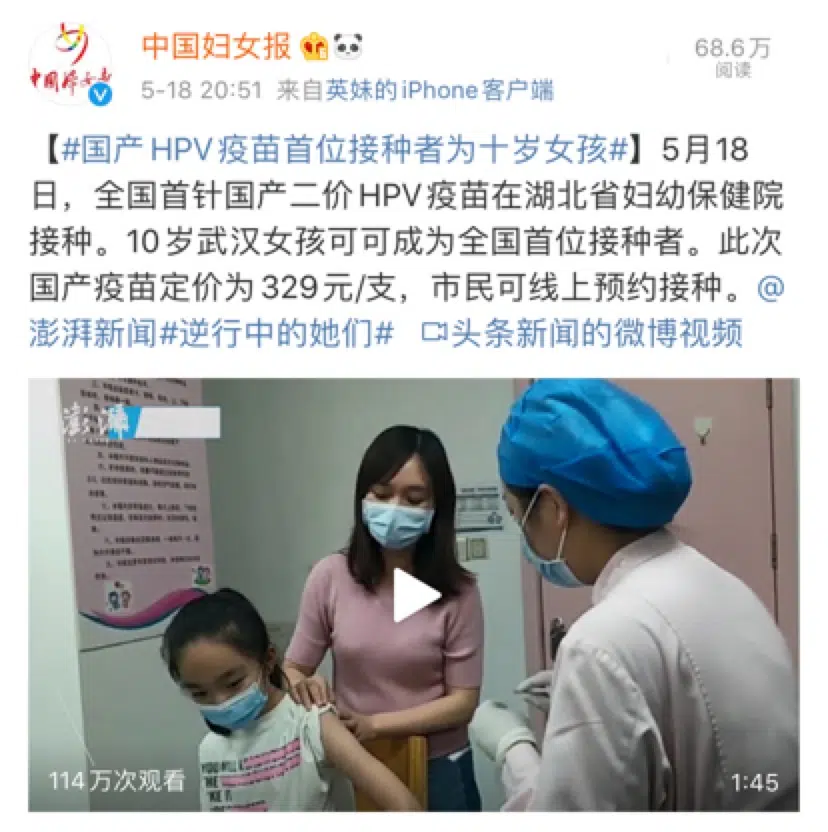 中国妇女报
68.6万
阅读
5-18 20:51 来自英妹的iPhone客户端
【#国产HPV疫苗首位接种者为十岁女孩#】5月18
日，全国首针国产二价HPV疫苗在湖北省妇幼保健院
接种。10岁武汉女孩可可成为全国首位接种者。此次
国产疫苗定价为329元/支，市民可线上预约接种。@
澎湃新闻#逆行中的她们# 头条新闻的微博视频
澎湃
114万次观看
1:45